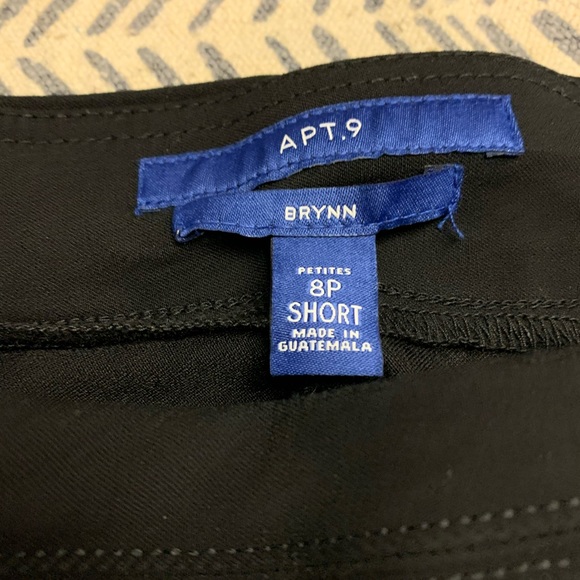 APT.9
BRYNN
PETITES
8P
SHORT
MADE IN
GUATEMALA